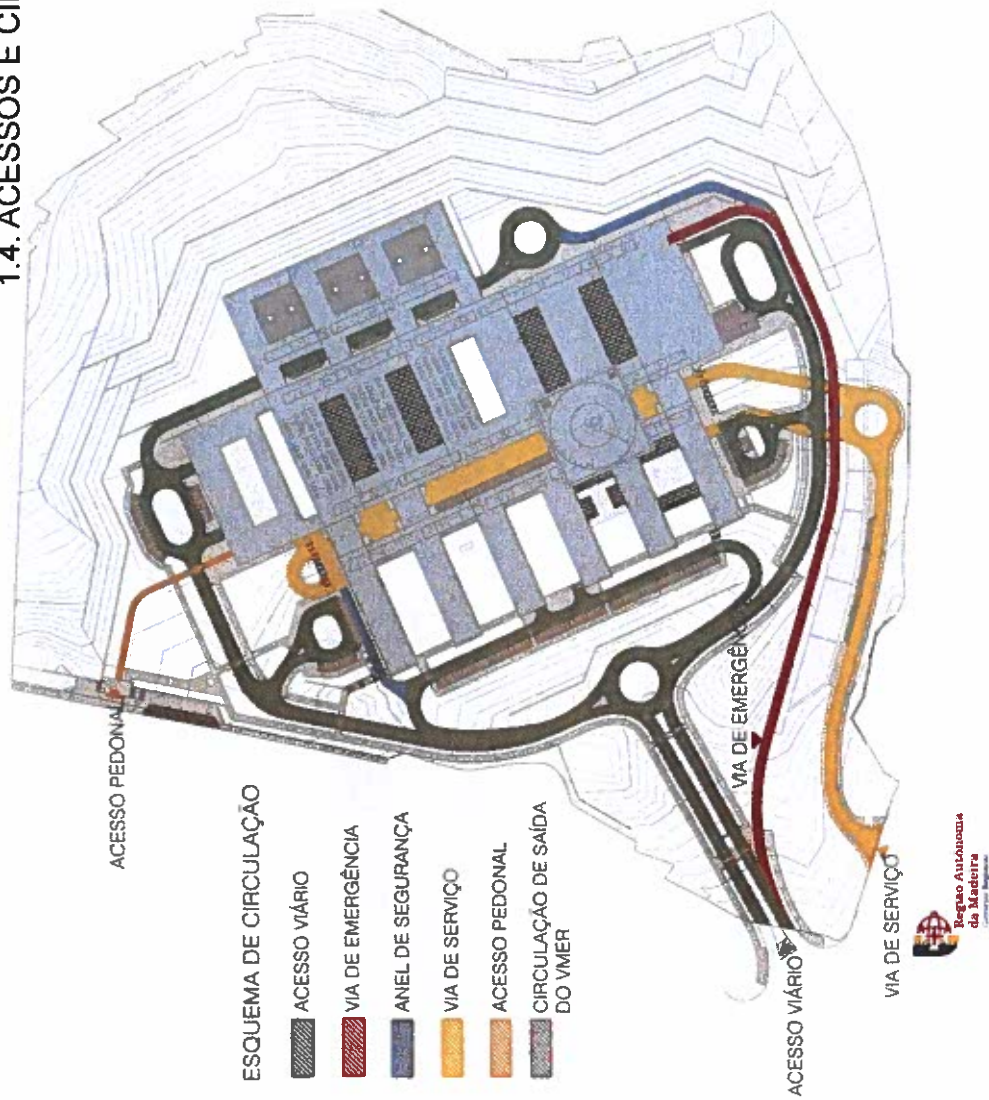 1.4. ACESSOS E CI
ACESSO PEDONAL
ESQUEMA DE CIRCULAÇÃO
ACESSO VIÁRIO
VIA DE EMERGÊNCIA
ANEL DE SEGURANÇA
VIA DE SERVIÇO
ACESSO PEDONAL
CIRCULAÇÃO DE SAÍDA
DO VMER
VIA DE EMERGÊN
ACESSO VIÁRIO
VIA DE SERVIÇO
Região Autónoma
da Madeira
Governo Regional